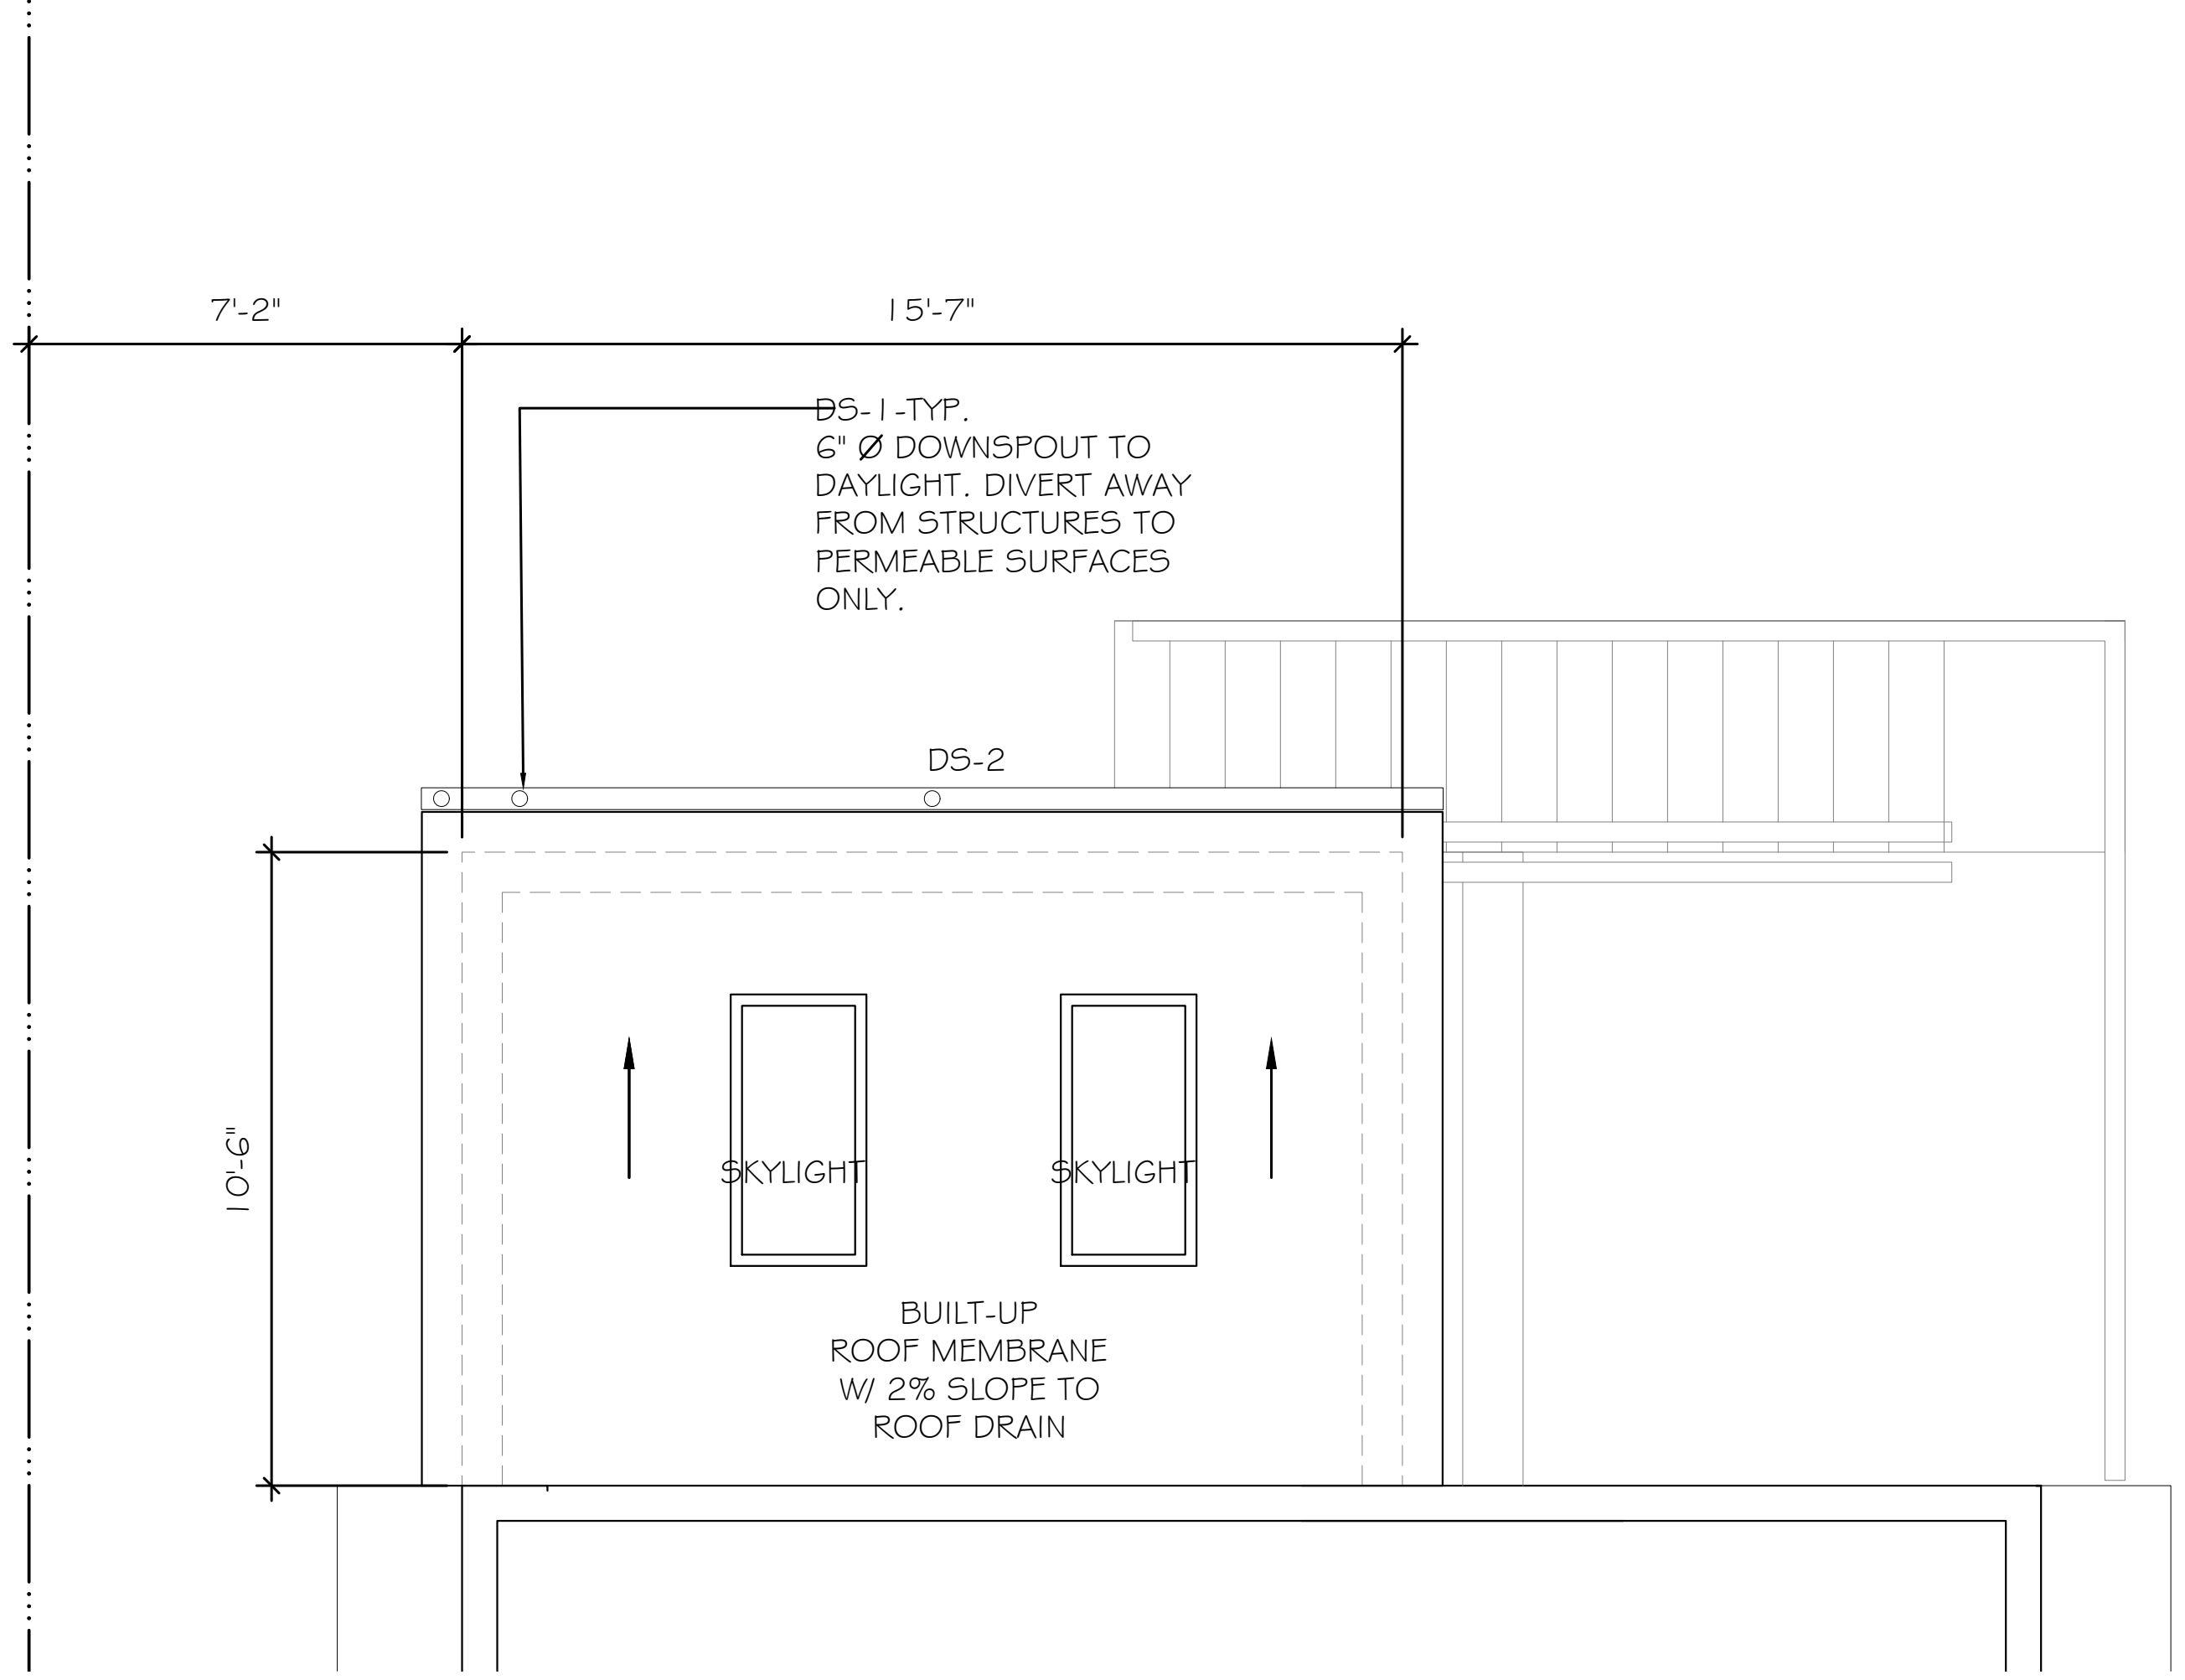 7'-2"
15'-7"
DS-1-TYP.
6" Ø DOWNSPOUT TO
DAYLIGHT. DIVERT AWAY
FROM STRUCTURES TO
PERMEABLE SURFACES
ONLY.
DS-2
10'-6"
SKYLIGHT
SKYLIGHT
BUILT-UP
ROOF MEMBRANE
W/ 2% SLOPE TO
ROOF DRAIN